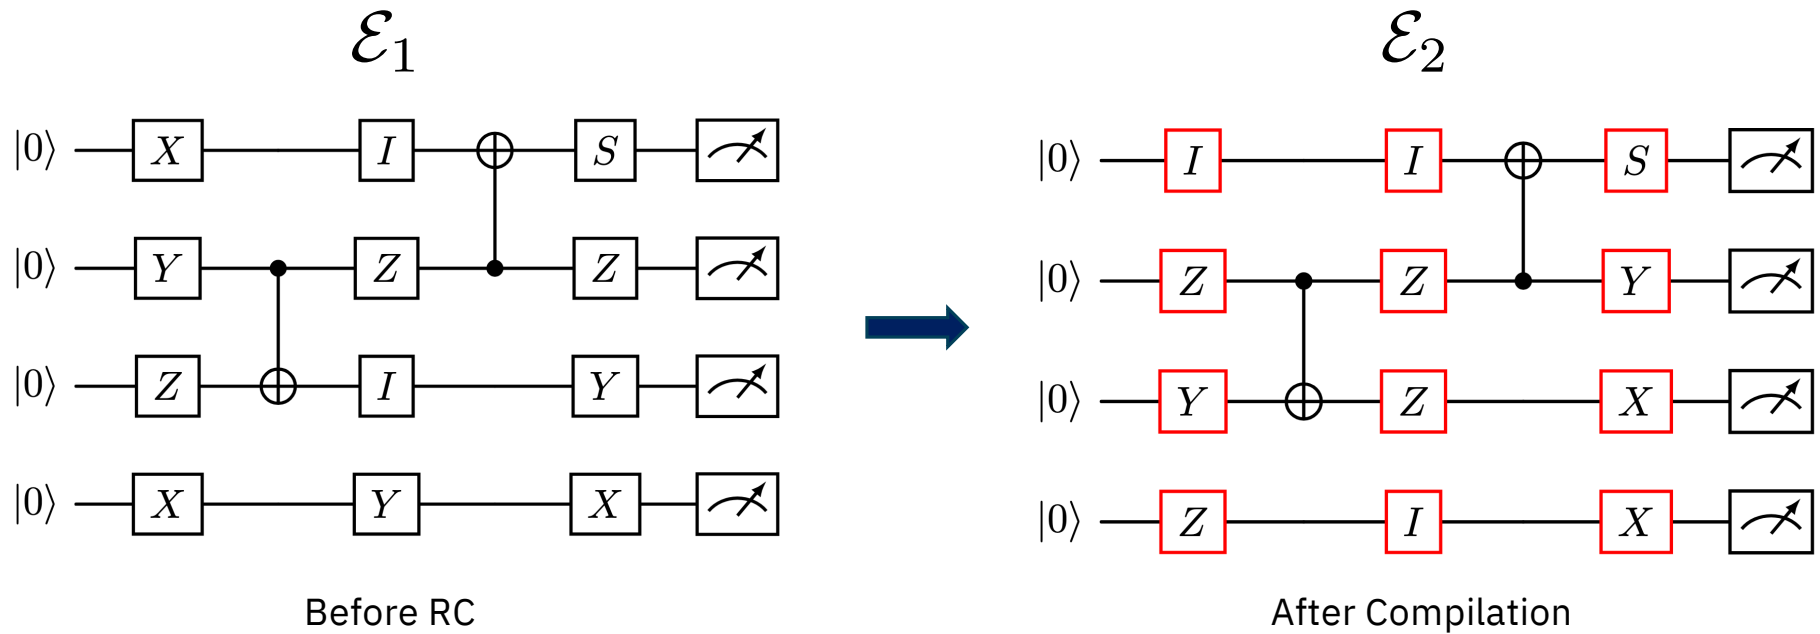 ℰ₁ ℰ₂
|0⟩ X I S |0⟩ I I S
|0⟩ Y Z Z |0⟩ Z Z Y
|0⟩ Z I Y |0⟩ Y Z X
|0⟩ X Y X |0⟩ Z I X
Before RC After Compilation